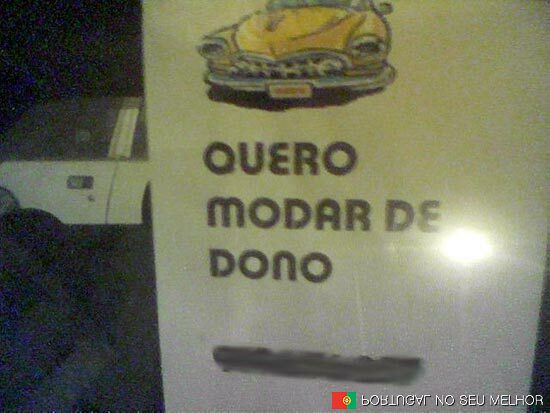 QUERO
MODAR DE
DONO
PORTUGAL NO SEU MELHOR